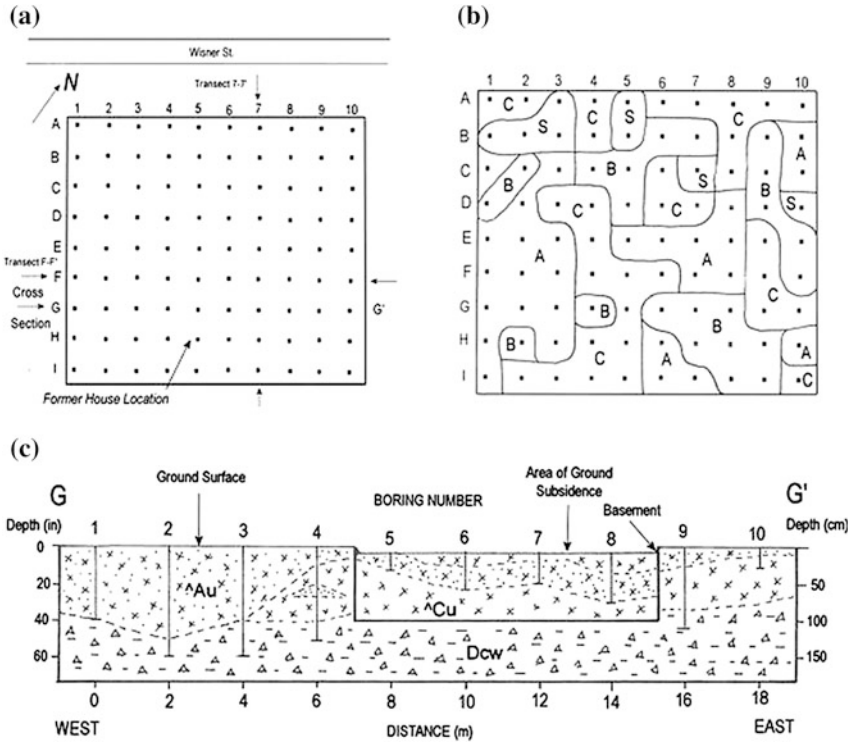 (a)
Wisner St.
N
Transect 7-7'
1 2 3 4 5 6 7 8 9 10
A
B
C
D
E
Transect F-F'
F
Cross
G G'
Section
H
I
Former House Location
(b)
1 2 3 4 5 6 7 8 9 10
A C
S C S C
B A
C B B S B
D C C S
E
A A
F
C
G B B
H B A
C A
I C
(c)
Ground Surface Area of Ground Subsidence
G BORING NUMBER Basement G'
Depth (in) 1 2 3 4 5 6 7 8 9 10 Depth (cm)
0
20 ^Au 50
40 ^Cu 100
60 Dcw 150
0 2 4 6 8 10 12 14 16 18
WEST DISTANCE (m) EAST